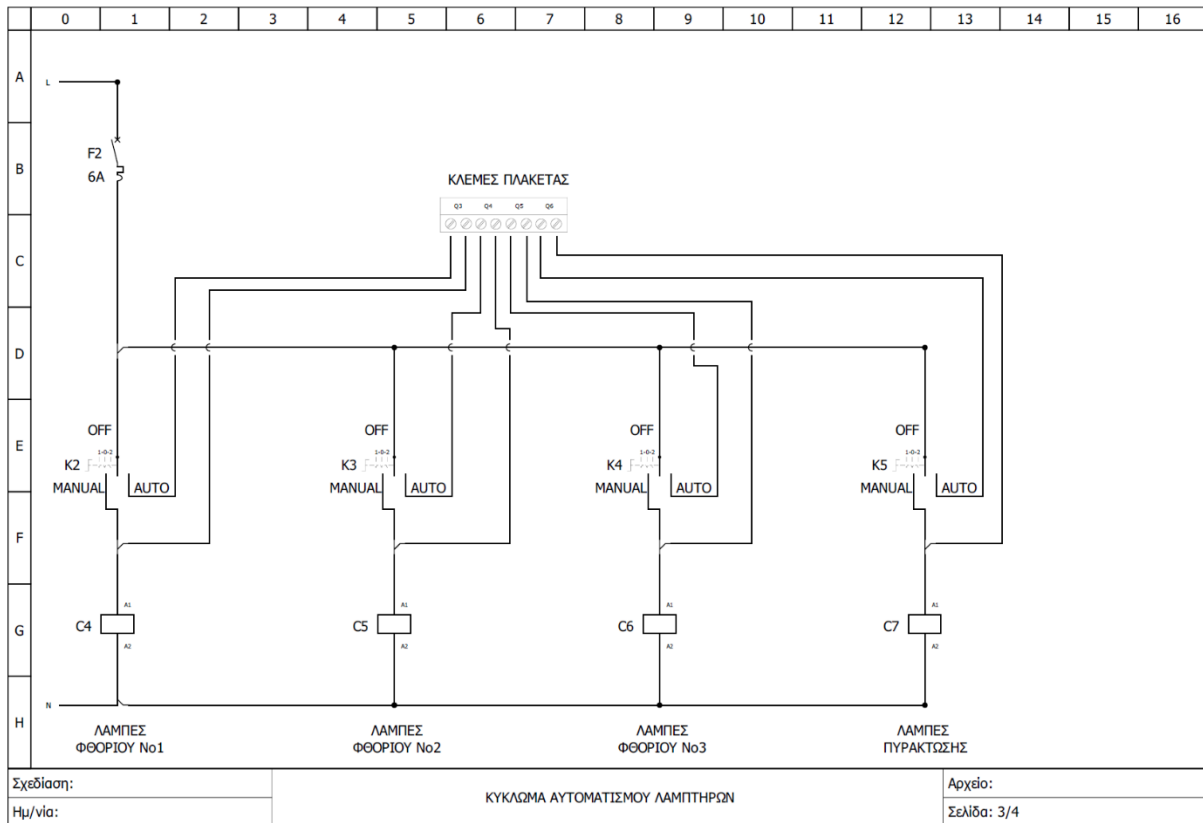 0 1 2 3 4 5 6 7 8 9 10 11 12 13 14 15 16
A
L
B
F2
6A
ΚΛΕΜΕΣ ΠΛΑΚΕΤΑΣ
Q3 Q4 Q5 Q6
C
D
E
OFF OFF OFF OFF
1-0-2 1-0-2 1-0-2 1-0-2
K2 K3 K4 K5
MANUAL AUTO MANUAL AUTO MANUAL AUTO MANUAL AUTO
F
A1 A1 A1 A1
G
C4 C5 C6 C7
A2 A2 A2 A2
N
H
ΛΑΜΠΕΣ ΛΑΜΠΕΣ ΛΑΜΠΕΣ ΛΑΜΠΕΣ
ΦΘΟΡΙΟΥ Νο1 ΦΘΟΡΙΟΥ Νο2 ΦΘΟΡΙΟΥ Νο3 ΠΥΡΑΚΤΩΣΗΣ
Σχεδίαση:
Ημ/νία:
ΚΥΚΛΩΜΑ ΑΥΤΟΜΑΤΙΣΜΟΥ ΛΑΜΠΤΗΡΩΝ
Αρχείο:
Σελίδα: 3/4